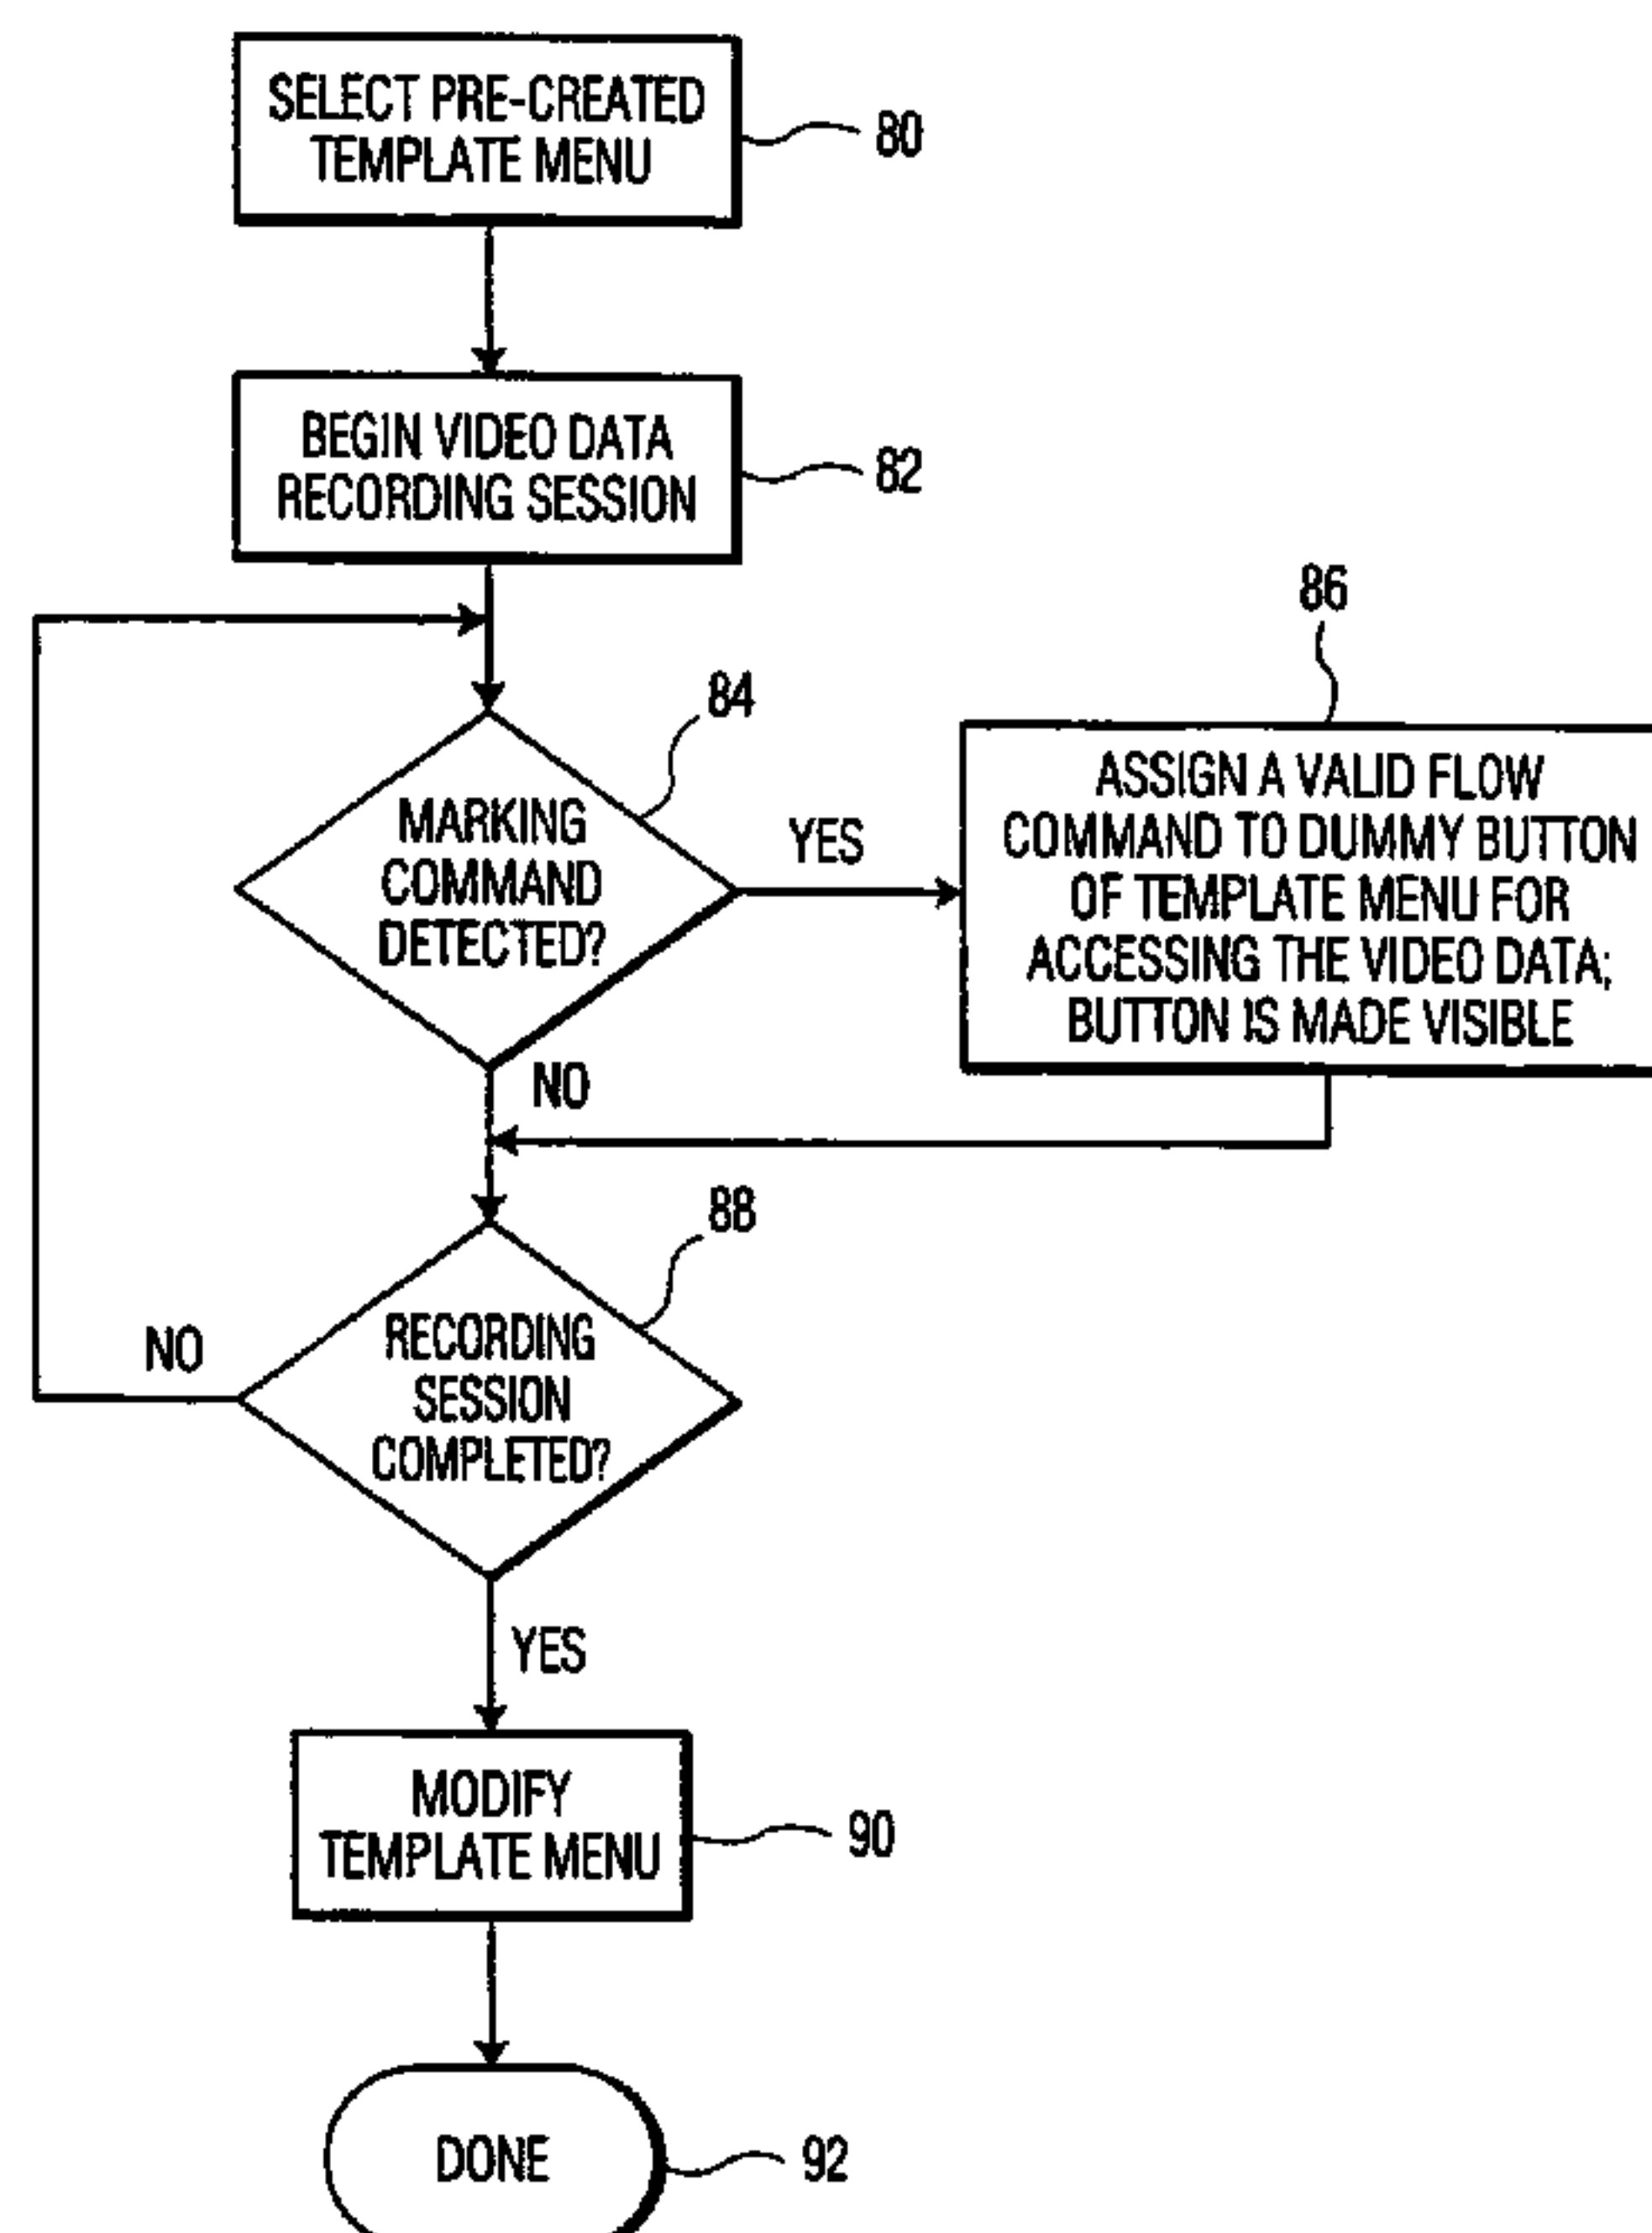 SELECT PRE-CREATED
TEMPLATE MENU
80
BEGIN VIDEO DATA
RECORDING SESSION
82
86
84
MARKING
COMMAND
DETECTED?
YES
ASSIGN A VALID FLOW
COMMAND TO DUMMY BUTTON
OF TEMPLATE MENU FOR
ACCESSING THE VIDEO DATA;
BUTTON IS MADE VISIBLE
NO
88
RECORDING
SESSION
COMPLETED?
NO
YES
MODIFY
TEMPLATE MENU
90
DONE
92